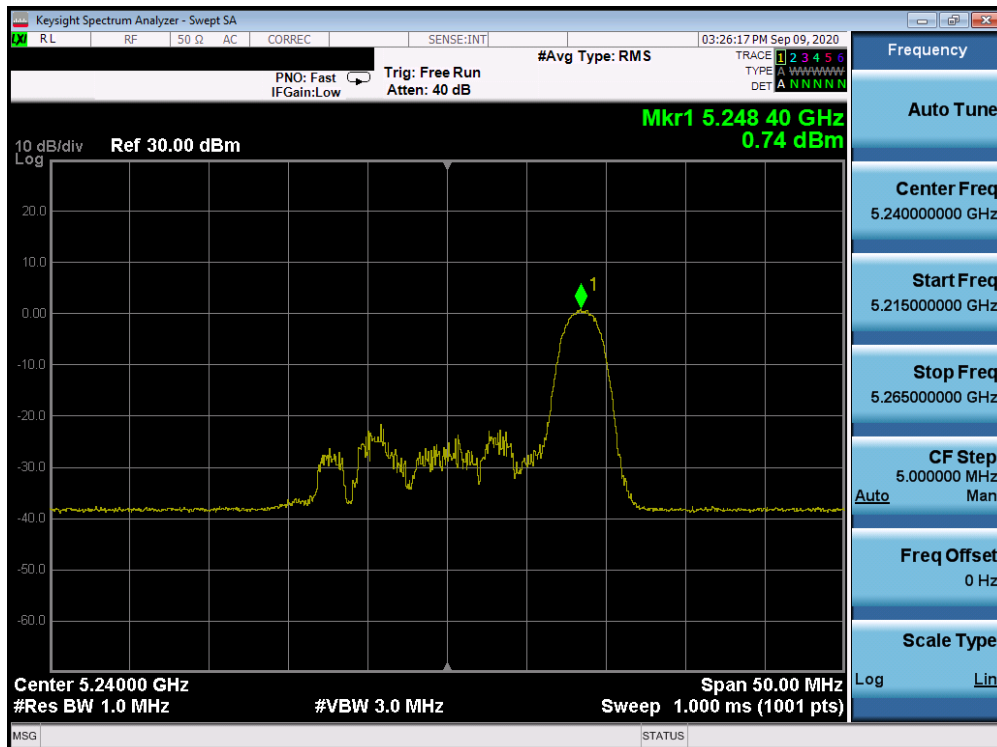 Keysight Spectrum Analyzer - Swept SA
LXI RL RF 50 Ω AC CORREC SENSE:INT 03:26:17 PM Sep 09, 2020
#Avg Type: RMS
TRACE 1 2 3 4 5 6
TYPE A WWWWW
DET A N N N N N
PNO: Fast
IFGain:Low
Trig: Free Run
Atten: 40 dB
Mkr1 5.248 40 GHz
0.74 dBm
10 dB/div Ref 30.00 dBm
Log
20.0
10.0
1
0.00
-10.0
-20.0
-30.0
-40.0
-50.0
-60.0
Center 5.24000 GHz Span 50.00 MHz
#Res BW 1.0 MHz #VBW 3.0 MHz Sweep 1.000 ms (1001 pts)
MSG STATUS
Frequency
Auto Tune
Center Freq
5.240000000 GHz
Start Freq
5.215000000 GHz
Stop Freq
5.265000000 GHz
CF Step
5.000000 MHz
Auto Man
Freq Offset
0 Hz
Scale Type
Log Lin